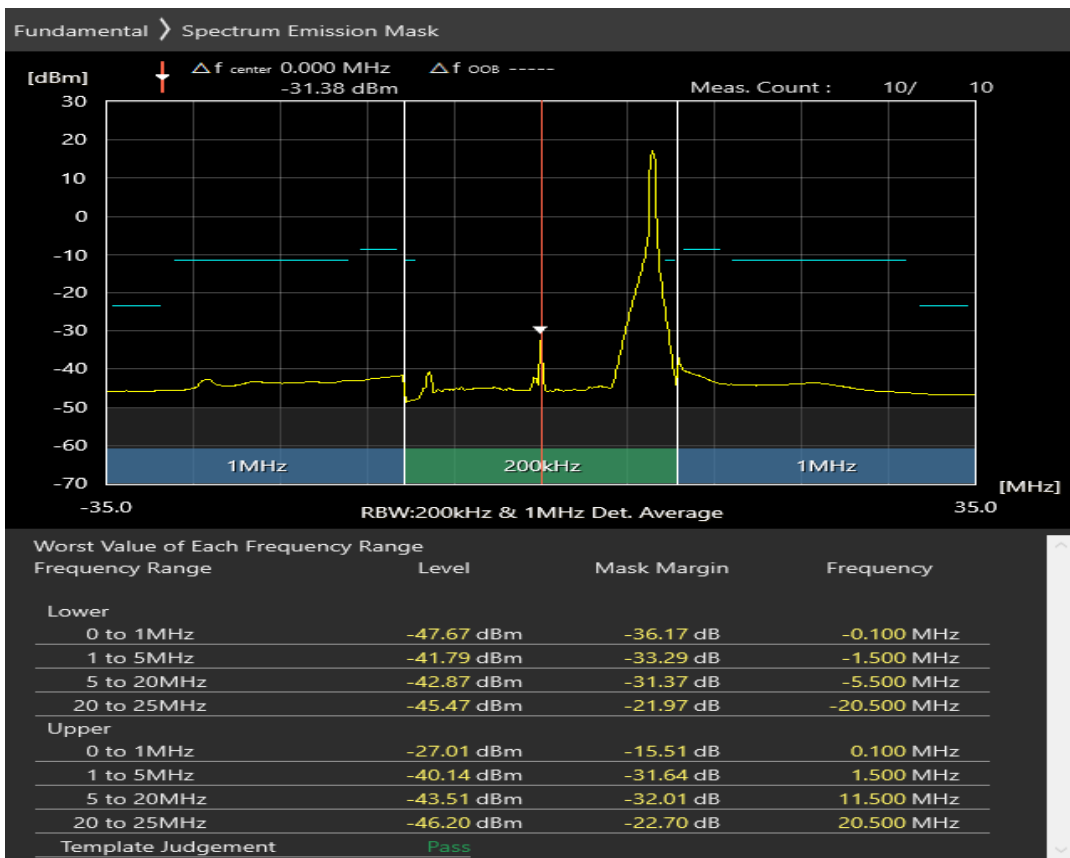 Fundamental 〉 Spectrum Emission Mask
△f center 0.000 MHz △f OOB -----
[dBm] -31.38 dBm Meas. Count : 10/ 10
30
20
10
0
-10
-20
-30
-40
-50
-60
1MHz 200kHz 1MHz
-70
[MHz]
-35.0 RBW:200kHz & 1MHz Det. Average 35.0
Worst Value of Each Frequency Range
Frequency Range Level Mask Margin Frequency
Lower
0 to 1MHz -47.67 dBm -36.17 dB -0.100 MHz
1 to 5MHz -41.79 dBm -33.29 dB -1.500 MHz
5 to 20MHz -42.87 dBm -31.37 dB -5.500 MHz
20 to 25MHz -45.47 dBm -21.97 dB -20.500 MHz
Upper
0 to 1MHz -27.01 dBm -15.51 dB 0.100 MHz
1 to 5MHz -40.14 dBm -31.64 dB 1.500 MHz
5 to 20MHz -43.51 dBm -32.01 dB 11.500 MHz
20 to 25MHz -46.20 dBm -22.70 dB 20.500 MHz
Template Judgement Pass